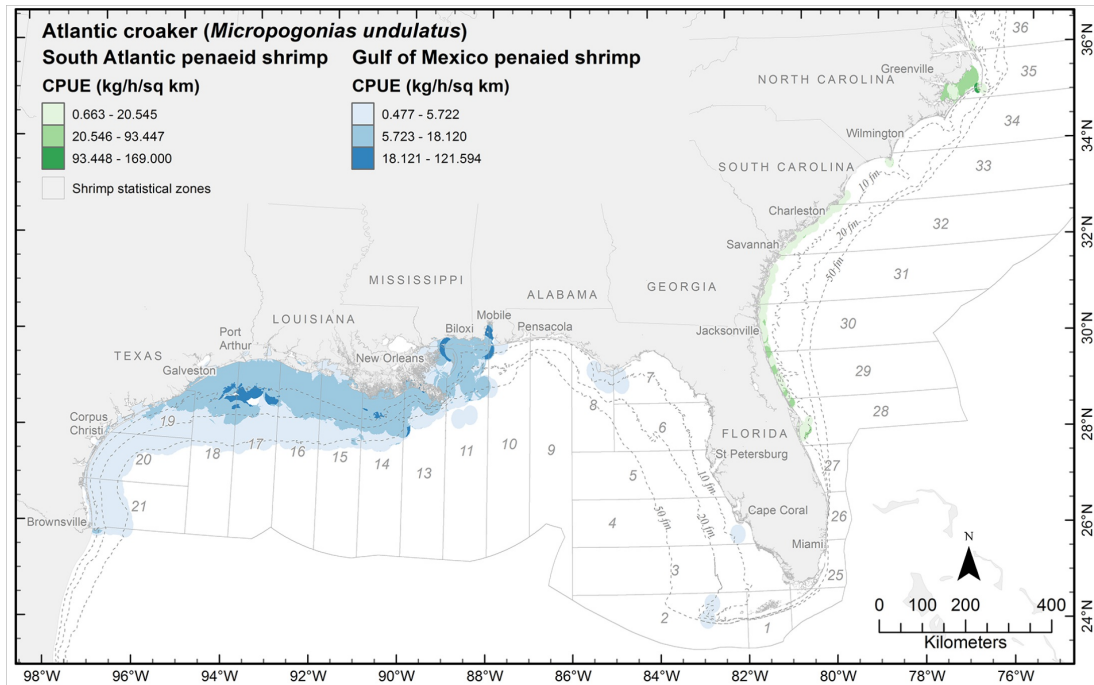 Atlantic croaker (Micropogonias undulatus)
South Atlantic penaeid shrimp
CPUE (kg/h/sq km)
0.663 - 20.545
20.546 - 93.447
93.448 - 169.000
Shrimp statistical zones
Gulf of Mexico penaied shrimp
CPUE (kg/h/sq km)
0.477 - 5.722
5.723 - 18.120
18.121 - 121.594
36
35
Greenville
NORTH CAROLINA
34
Wilmington
33
SOUTH CAROLINA
10 fm.
Charleston
32
20 fm.
Savannah
50 fm.
31
MISSISSIPPI
ALABAMA
GEORGIA
LOUISIANA
Mobile
Biloxi
Pensacola
Jacksonville
30
Port
Arthur
TEXAS
New Orleans
Galveston
29
28
7
8
Corpus
Christi
19
20
18
17
16
15
14
13
11
10
9
6
FLORIDA
St Petersburg
27
5
10 fm.
21
Brownsville
4
50 fm.
20 fm.
Cape Coral
26
Miami
3
25
2
1
N
0 100 200 400
Kilometers
98°W
96°W
94°W
92°W
90°W
88°W
86°W
84°W
82°W
80°W
78°W
76°W
36°N
34°N
32°N
30°N
28°N
26°N
24°N